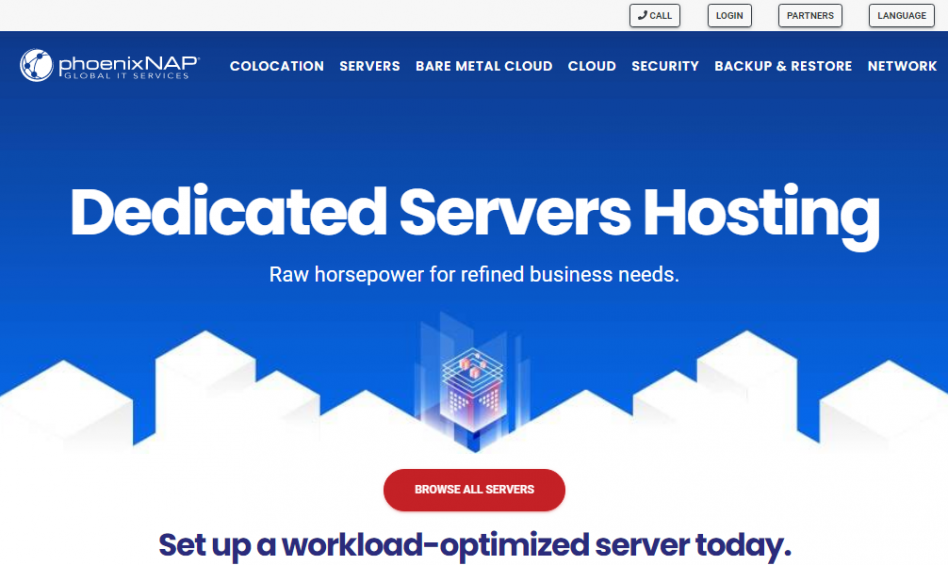 CALL LOGIN PARTNERS LANGUAGE
phoenixNAP®
GLOBAL IT SERVICES
COLOCATION SERVERS BARE METAL CLOUD CLOUD SECURITY BACKUP & RESTORE NETWORK
Dedicated Servers Hosting
Raw horsepower for refined business needs.
BROWSE ALL SERVERS
Set up a workload-optimized server today.